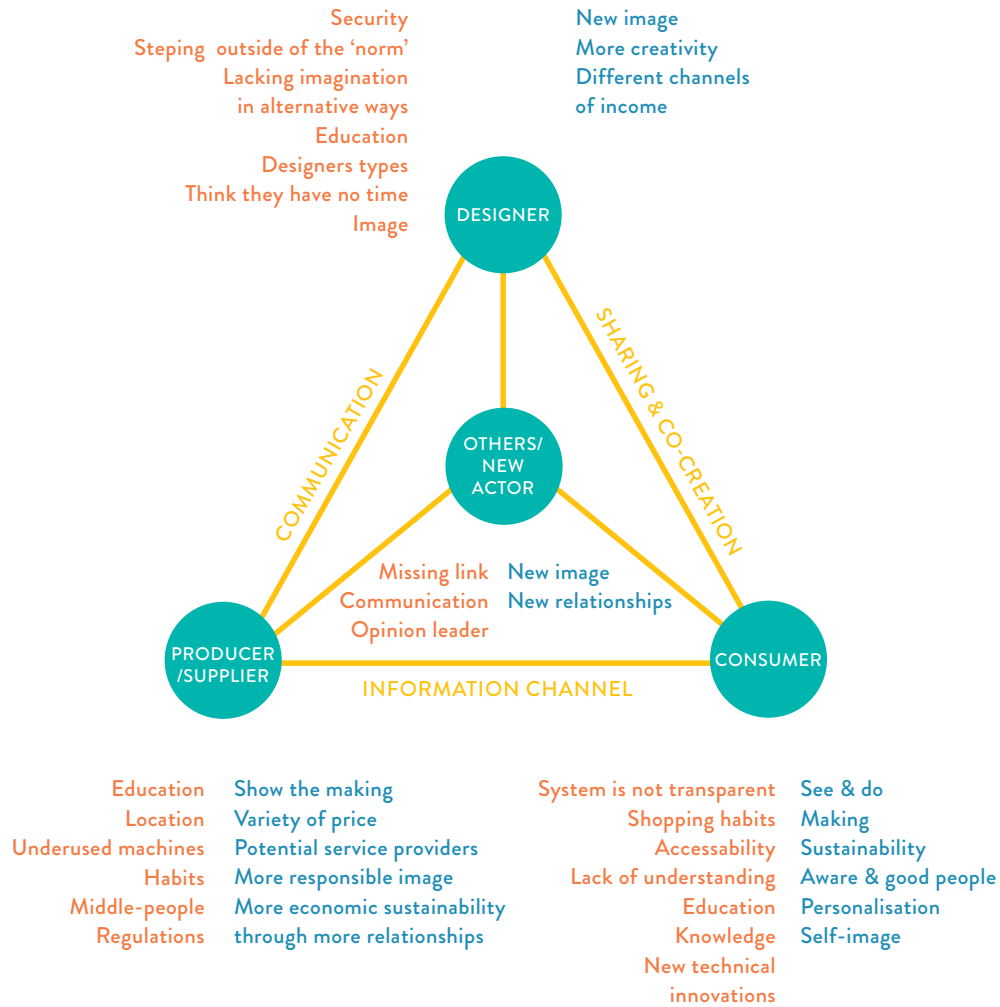 Security
Steping  outside of the ‘norm’
Lacking imagination
in alternative ways
Education
Designers types
Think they have no time
Image
New image
More creativity
Different channels
of income
DESIGNER
COMMUNICATION
SHARING & CO-CREATION
OTHERS/
NEW
ACTOR
Missing link
Communication
Opinion leader
New image
New relationships
PRODUCER
/SUPPLIER
CONSUMER
INFORMATION CHANNEL
Education
Location
Underused machines
Habits
Middle-people
Regulations
Show the making
Variety of price
Potential service providers
More responsible image
More economic sustainability
through more relationships
System is not transparent
Shopping habits
Accessability
Lack of understanding
Education
Knowledge
New technical
innovations
See & do
Making
Sustainability
Aware & good people
Personalisation
Self-image